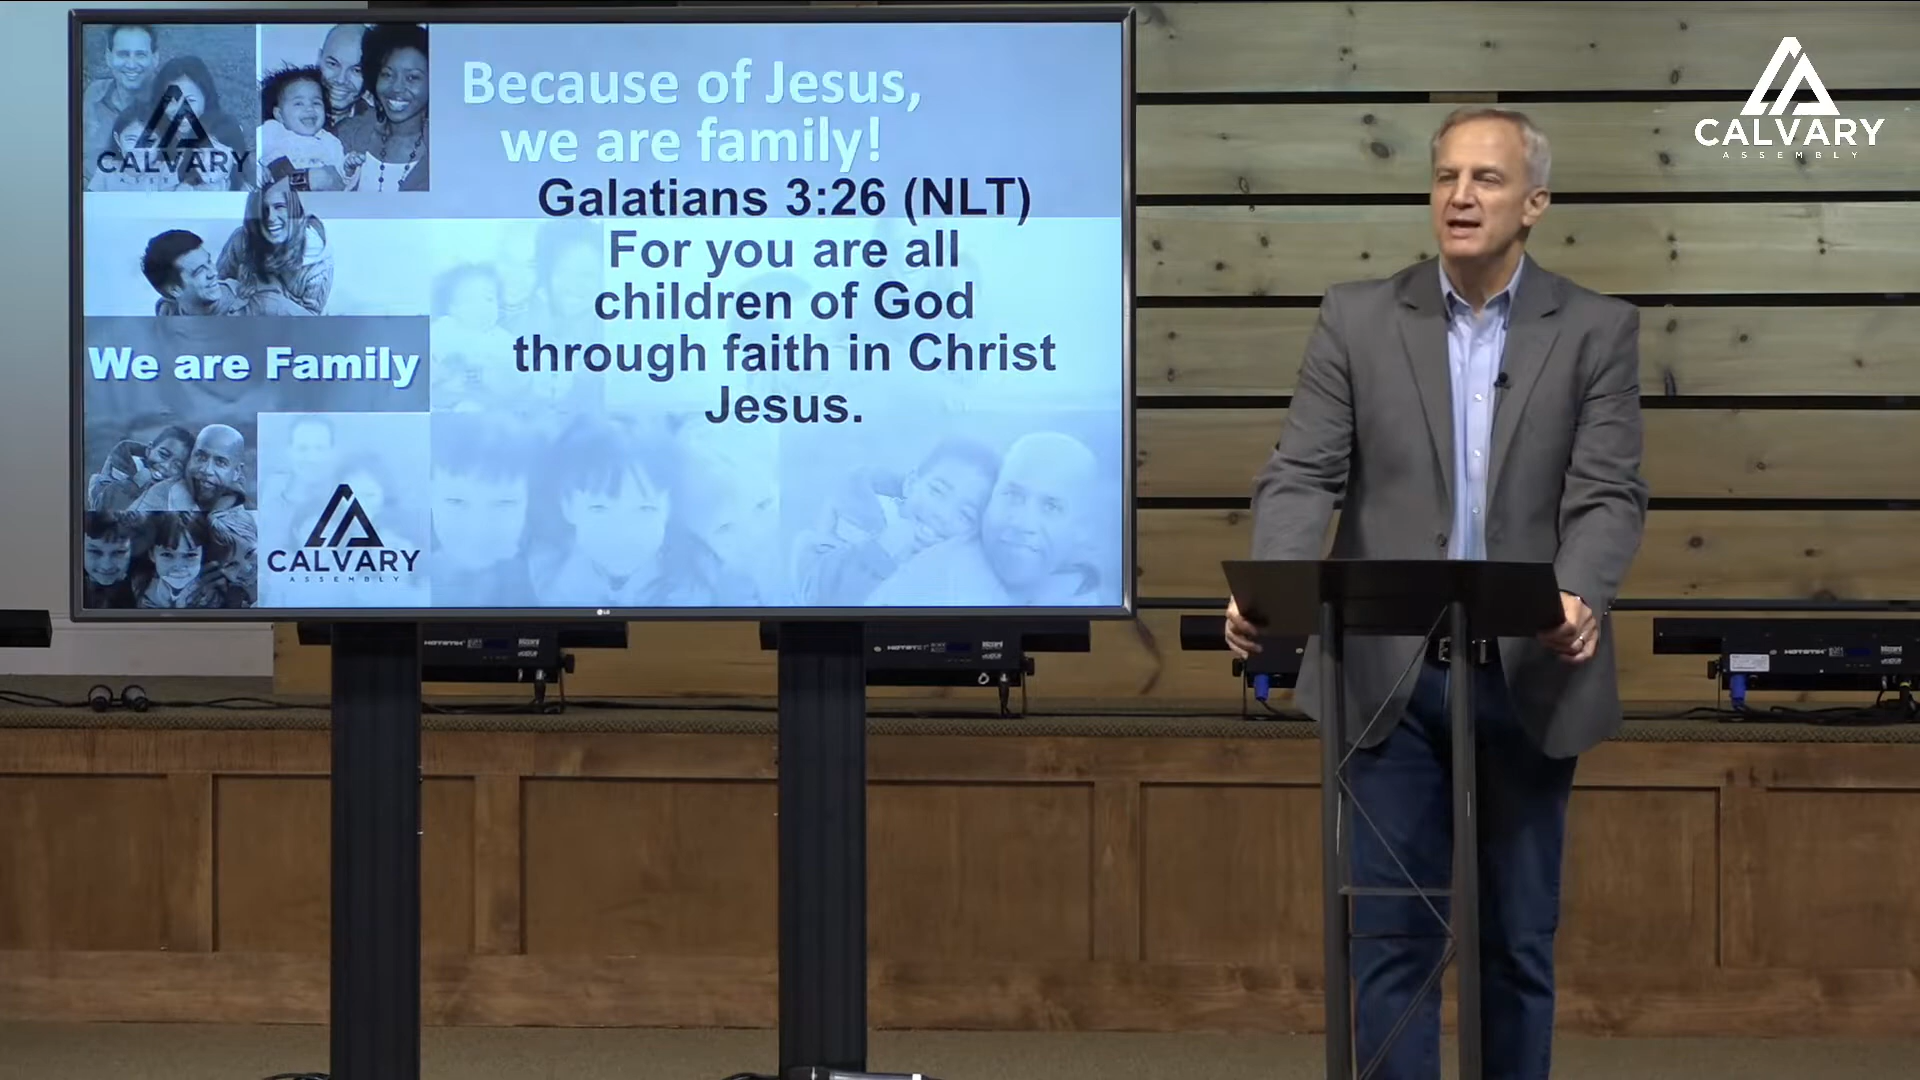 Because of Jesus,
we are family!
Galatians 3:26 (NLT)
For you are all
children of God
through faith in Christ
Jesus.
CALVARY
We are Family
CALVARY
ASSEMBLY
LG
CALVARY
ASSEMBLY